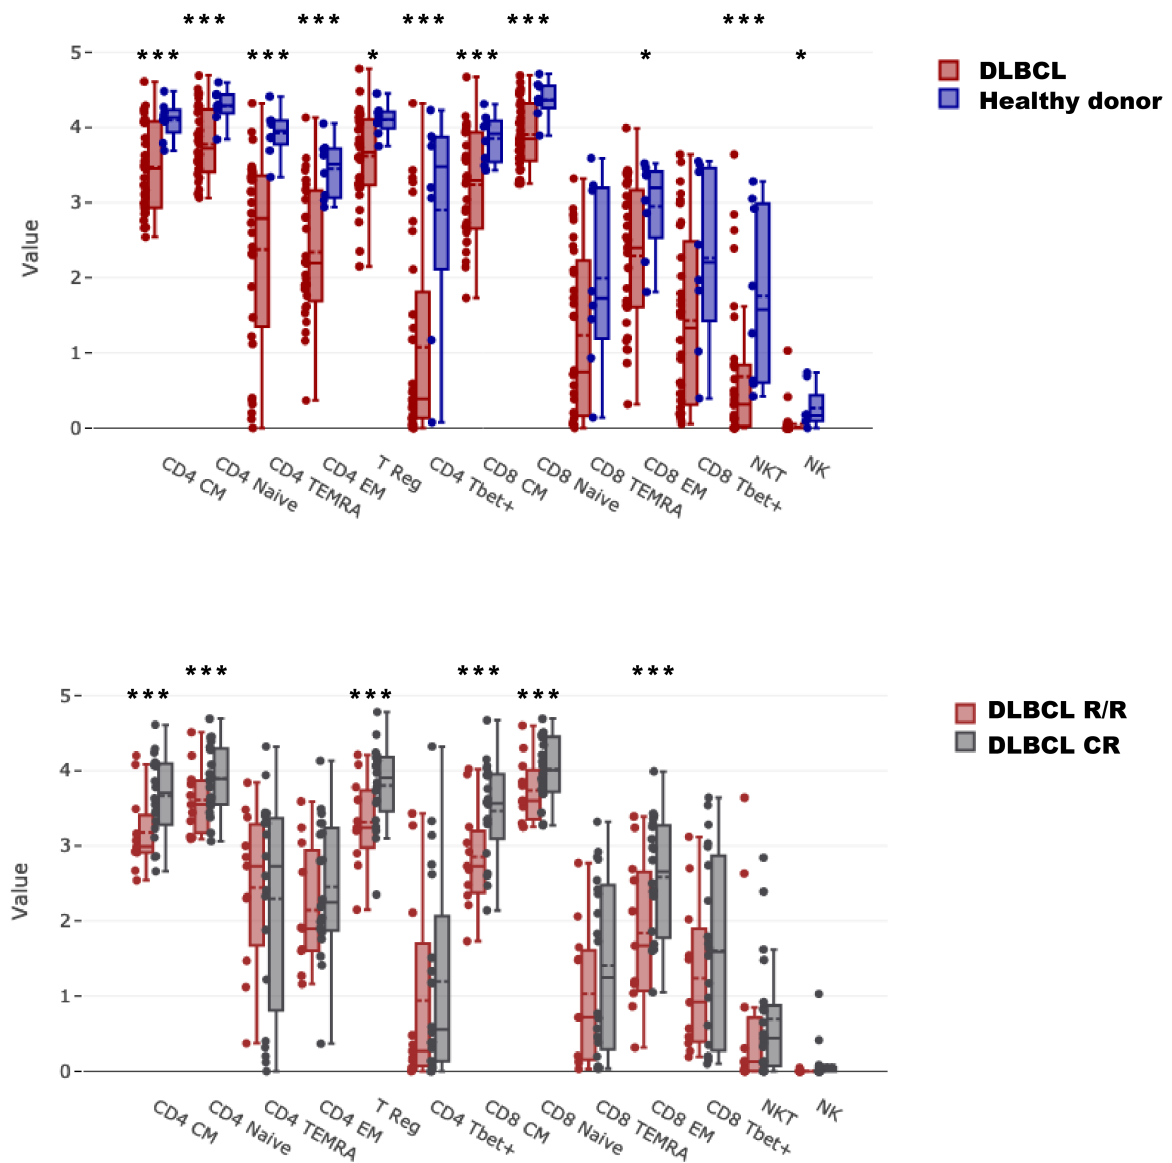 *** *** *** *** ***
*** *** * *** * *
5
4
3
2
1
0
Value
DLBCL
Healthy donor
CD4 CM
CD4 Naive
CD4 TEMRA
CD4 EM
T Reg
CD4 Tbet+
CD8 CM
CD8 Naive
CD8 TEMRA
CD8 EM
CD8 Tbet+
NKT
NK
*** *** ***
*** *** ***
5
4
3
2
1
0
Value
DLBCL R/R
DLBCL CR
CD4 CM
CD4 Naive
CD4 TEMRA
CD4 EM
T Reg
CD4 Tbet+
CD8 CM
CD8 Naive
CD8 TEMRA
CD8 EM
CD8 Tbet+
NKT
NK